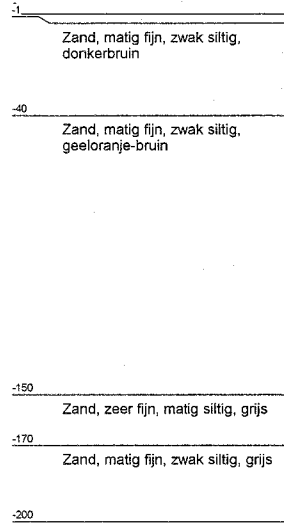 -1
Zand, matig fijn, zwak siltig,
donkerbruin
-40
Zand, matig fijn, zwak siltig,
geeloranje-bruin
-150
Zand, zeer fijn, matig siltig, grijs
-170
Zand, matig fijn, zwak siltig, grijs
-200